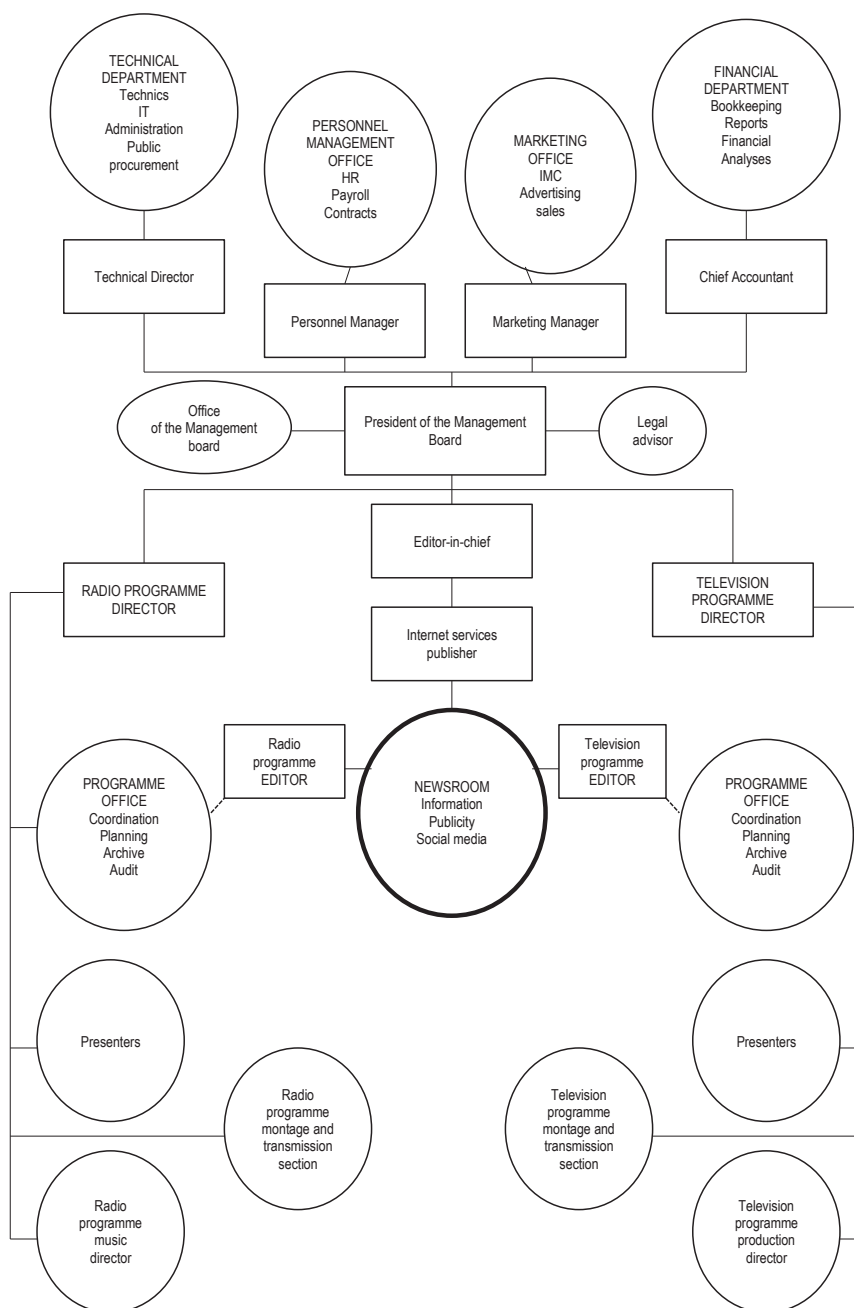 TECHNICAL
DEPARTMENT
Technics
IT
Administration
Public
procurement
PERSONNEL
MANAGEMENT
OFFICE
HR
Payroll
Contracts
MARKETING
OFFICE
IMC
Advertising
sales
FINANCIAL
DEPARTMENT
Bookkeeping
Reports
Financial
Analyses
Technical Director
Personnel Manager
Marketing Manager
Chief Accountant
Office
of the Management
board
President of the Management
Board
Legal
advisor
Editor-in-chief
RADIO PROGRAMME
DIRECTOR
TELEVISION
PROGRAMME
DIRECTOR
Internet services
publisher
Radio
programme
EDITOR
Television
programme
EDITOR
PROGRAMME
OFFICE
Coordination
Planning
Archive
Audit
NEWSROOM
Information
Publicity
Social media
PROGRAMME
OFFICE
Coordination
Planning
Archive
Audit
Presenters
Presenters
Radio
programme
montage and
transmission
section
Television
programme
montage and
transmission
section
Radio
programme
music
director
Television
programme
production
director